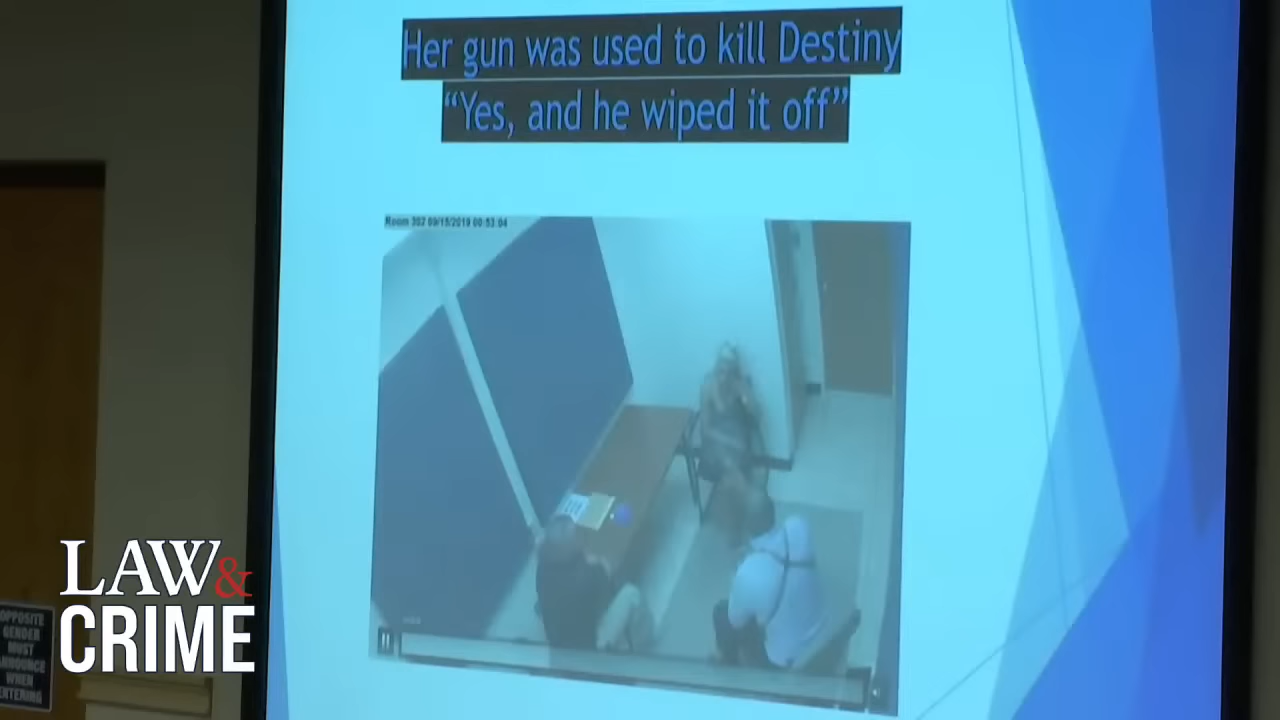 Her gun was used to kill Destiny
“Yes, and he wiped it off”
Room 302 09/15/2019 00:53:04
LAW&
CRIME
OPPOSITE
GENDER
MUST
ANNOUNCE
WHEN
ENTERING